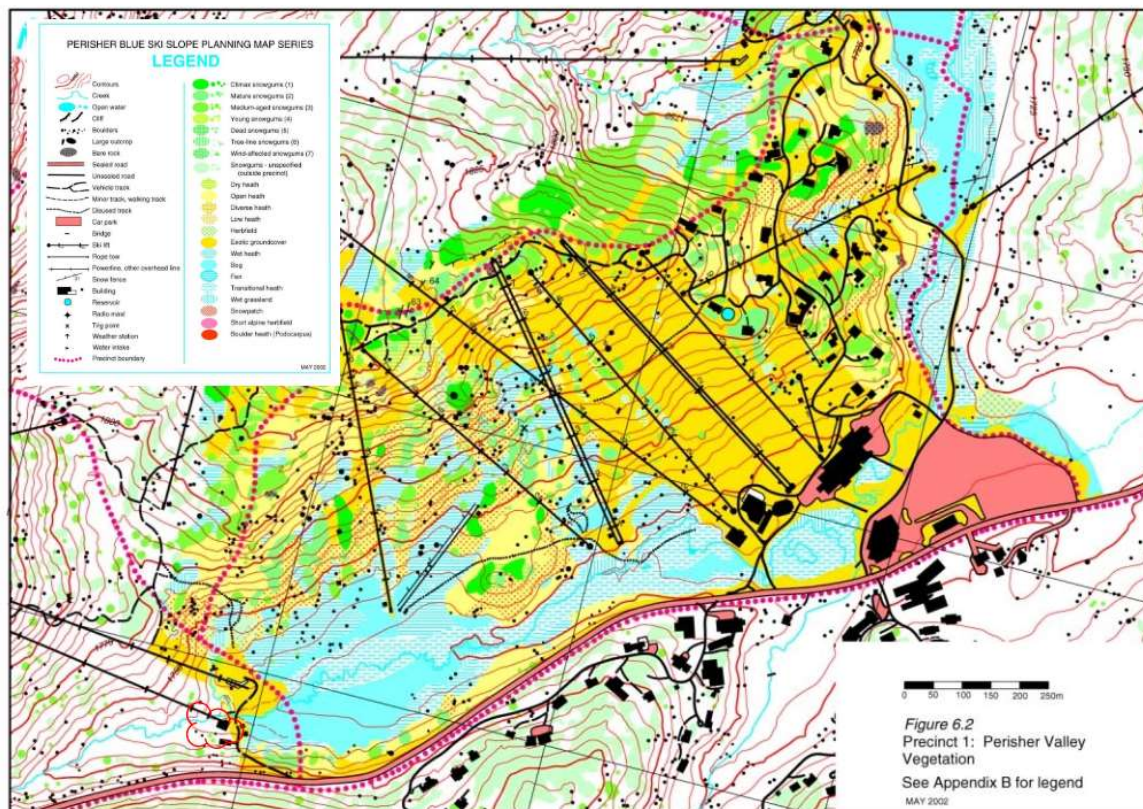 PERISHER BLUE SKI SLOPE PLANNING MAP SERIES
LEGEND
Contours
Creek
Open water
Cliff
Boulders
Large outcrop
Bare rock
Sealed road
Unsealed road
Vehicle track
Minor track, walking track
Disused track
Car park
Bridge
Ski lift
Rope tow
Powerline, other overhead line
Snow fence
Building
Reservoir
Radio mast
Trig point
Weather station
Water intake
Precinct boundary
Climax snowgums (1)
Mature snowgums (2)
Medium-aged snowgums (3)
Young snowgums (4)
Dead snowgums (5)
Tree-line snowgums (6)
Wind-affected snowgums (7)
Snowgums - unspecified
(outside precinct)
Dry heath
Open heath
Diverse heath
Low heath
Herbfield
Exotic groundcover
Wet heath
Bog
Fen
Transitional heath
Wet grassland
Snowpatch
Short alpine herbfield
Boulder heath (Podocarpus)
MAY 2002
64
63
0 50 100 150 200 250m
Figure 6.2
Precinct 1: Perisher Valley
Vegetation
See Appendix B for legend
MAY 2002